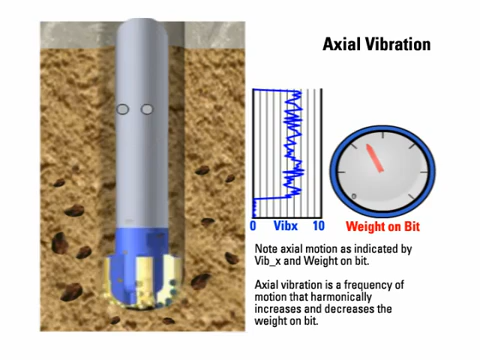 Axial Vibration
0 Vibx 10
Weight on Bit
Note axial motion as indicated by
Vib_x and Weight on bit.
Axial vibration is a frequency of
motion that harmonically
increases and decreases the
weight on bit.